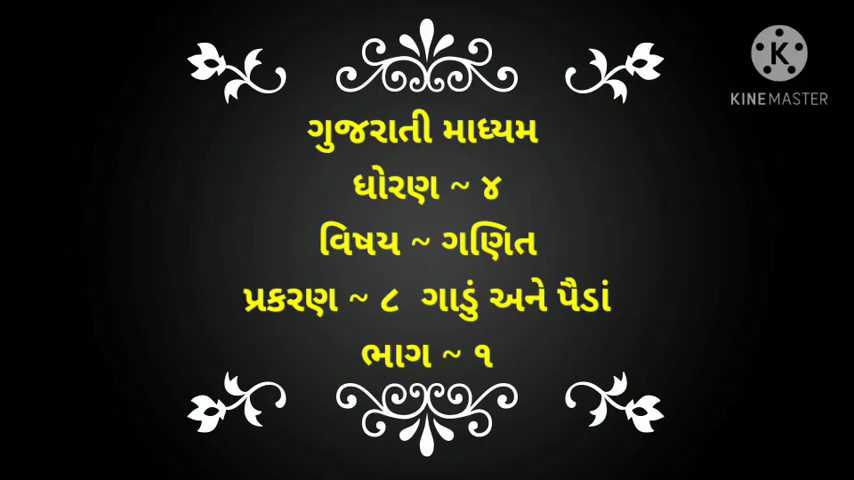 ગુજરાતી માધ્યમ
ધોરણ ~ ૪
વિષય ~ ગણિત
પ્રકરણ ~ ૮ ગાડું અને પૈડાં
ભાગ ~ ૧
K
KINEMASTER